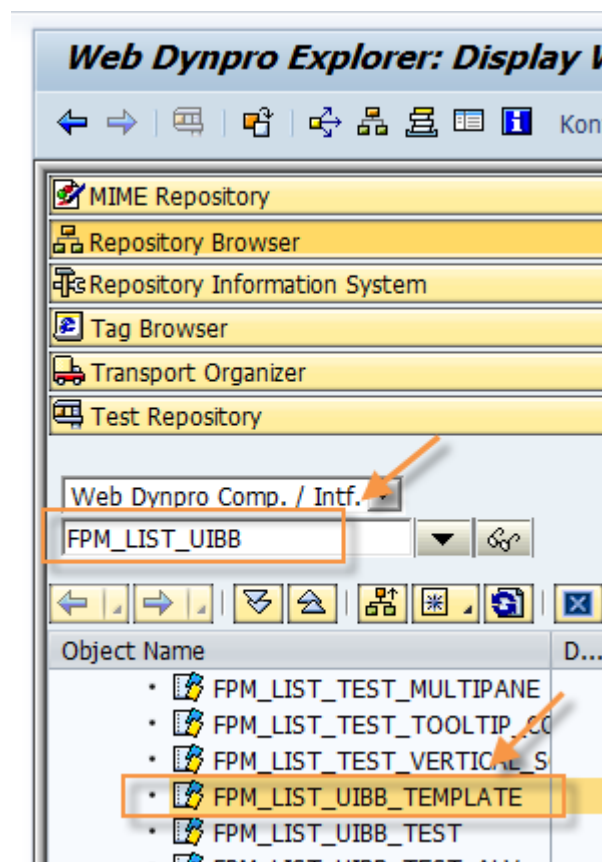 Web Dynpro Explorer: Display W
Kon
MIME Repository
Repository Browser
Repository Information System
Tag Browser
Transport Organizer
Test Repository
Web Dynpro Comp. / Intf.
FPM_LIST_UIBB
Object Name D...
FPM_LIST_TEST_MULTIPANE
FPM_LIST_TEST_TOOLTIP_CO
FPM_LIST_TEST_VERTICAL_S
FPM_LIST_UIBB_TEMPLATE
FPM_LIST_UIBB_TEST